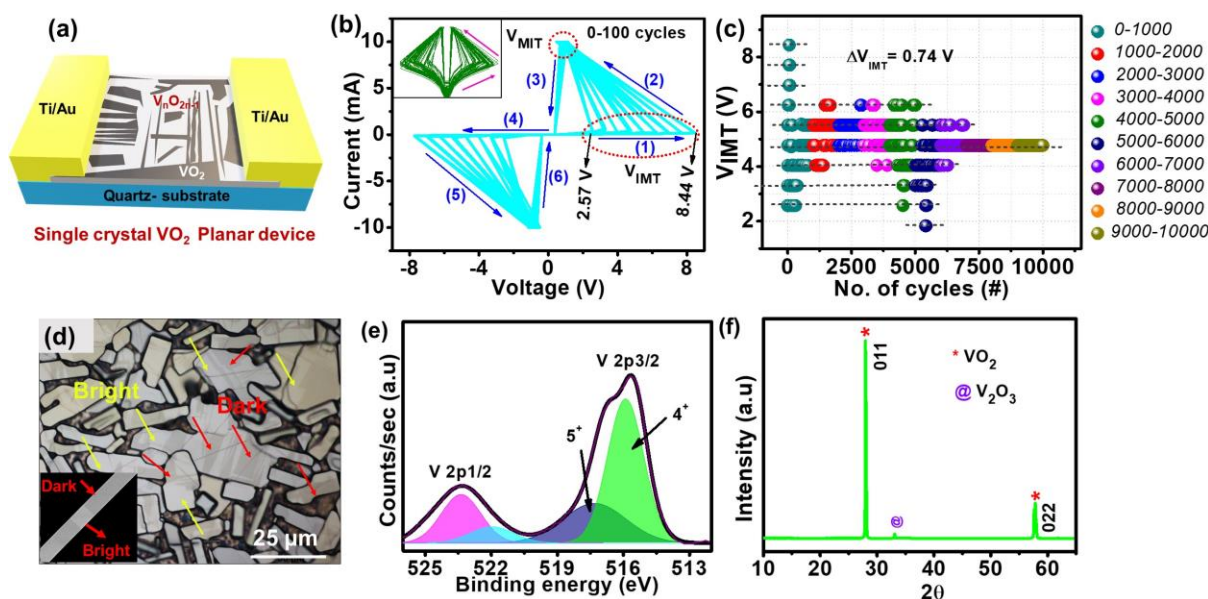 (a)
Ti/Au
VnO2n-1
Ti/Au
VO2
Quartz- substrate
Single crystal VO2 Planar device
(b)
0-100 cycles
VMIT
(3)
(2)
(4)
(1)
VIMT
(5)
(6)
2.57 V
8.44 V
Current (mA)
10
5
0
-5
-10
-8
-4
0
4
8
Voltage (V)
(c)
ΔVIMT= 0.74 V
VIMT (V)
8
6
4
2
0
2500
5000
7500
10000
No. of cycles (#)
0-1000
1000-2000
2000-3000
3000-4000
4000-5000
5000-6000
6000-7000
7000-8000
8000-9000
9000-10000
(d)
Bright
Dark
Dark
Bright
25 µm
(e)
V 2p3/2
5+
4+
V 2p1/2
Counts/sec (a.u)
525
522
519
516
513
Binding energy (eV)
(f)
*
011
* VO2
@ V2O3
@
*
022
Intensity (a.u)
10
20
30
40
50
60
2θ